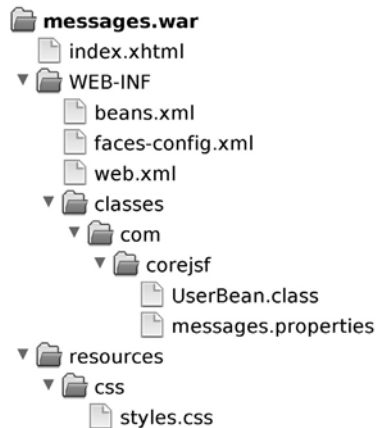 messages.war
index.xhtml
WEB-INF
beans.xml
faces-config.xml
web.xml
classes
com
corejsf
UserBean.class
messages.properties
resources
css
styles.css